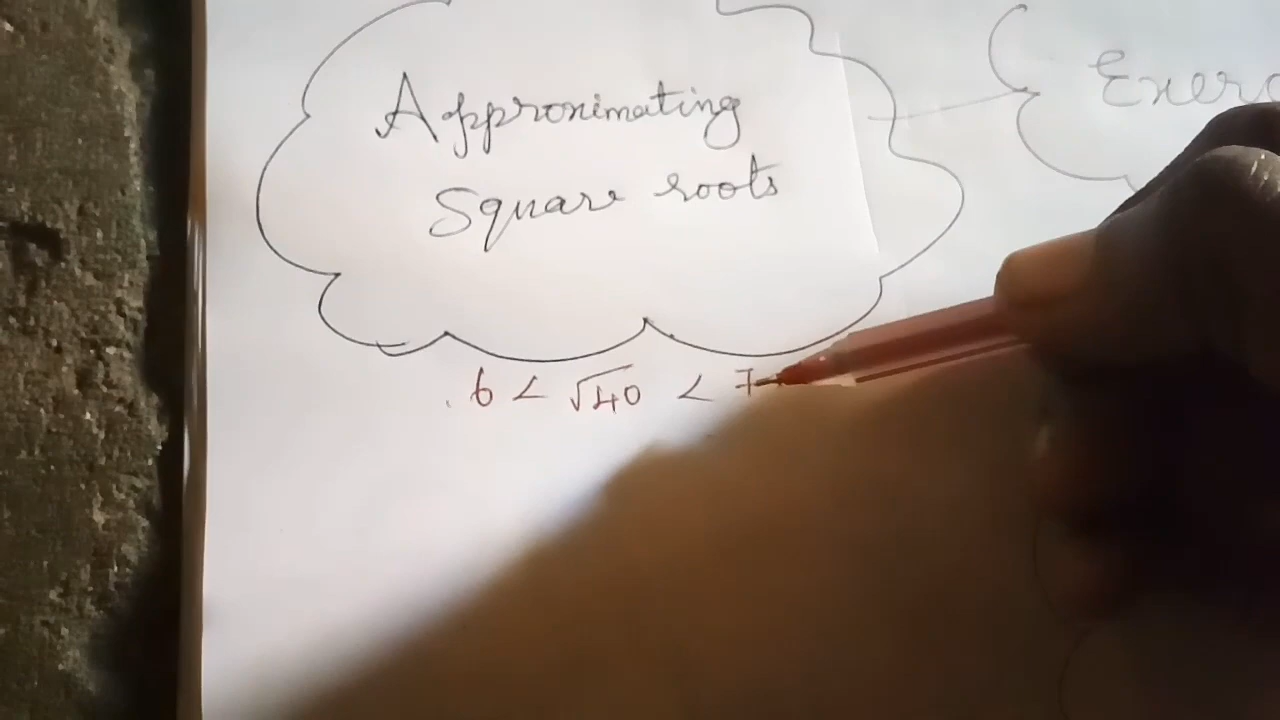 Approximating
Square roots
6 < √40 < 7